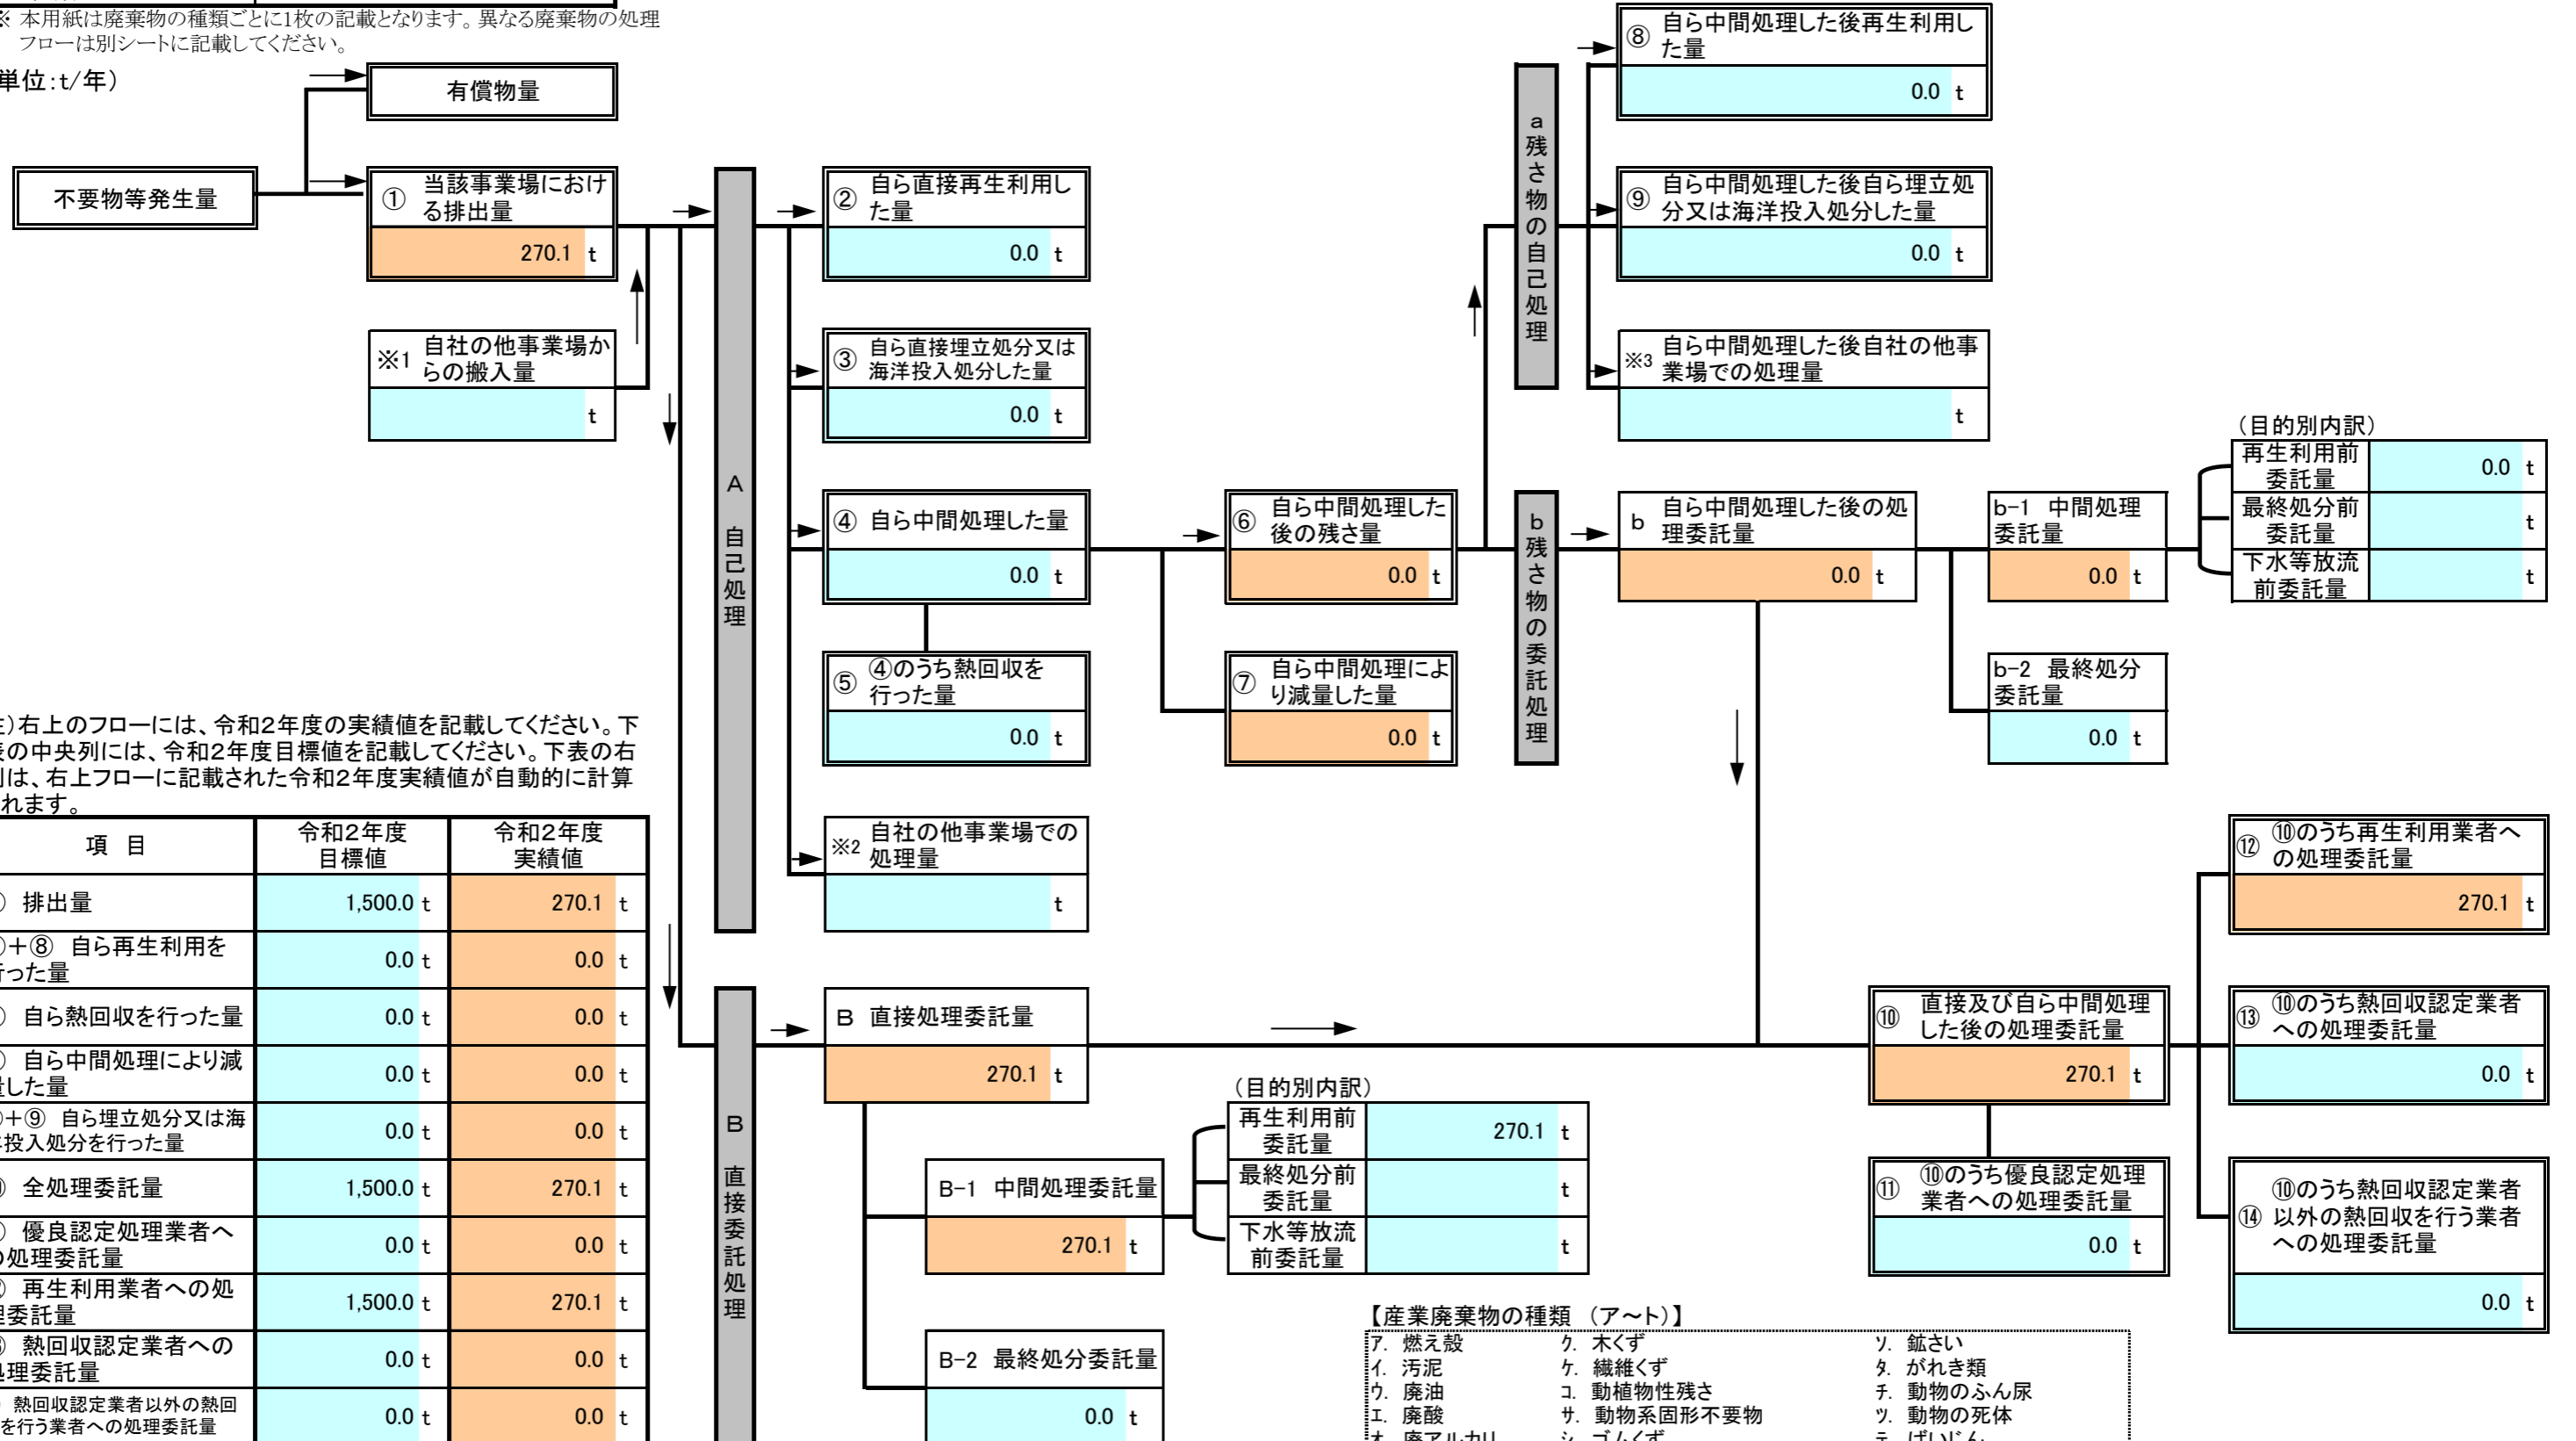 ※ 本用紙は廃棄物の種類ごとに1枚の記載となります。異なる廃棄物の処理
フローは別シートに記載してください。
単位:t/年)
有償物量
不要物等発生量
① 当該事業場におけ
る排出量
270.1 t
※1 自社の他事業場か
らの搬入量
t
A 自己処理
② 自ら直接再生利用し
た量
0.0 t
③ 自ら直接埋立処分又は
海洋投入処分した量
0.0 t
④ 自ら中間処理した量
0.0 t
⑤ ④のうち熱回収を
行った量
0.0 t
※2 自社の他事業場での
処理量
t
⑥ 自ら中間処理した
後の残さ量
0.0 t
⑦ 自ら中間処理によ
り減量した量
0.0 t
a残さ物の自己処理
⑧ 自ら中間処理した後再生利用し
た量
0.0 t
⑨ 自ら中間処理した後自ら埋立処
分又は海洋投入処分した量
0.0 t
※3 自ら中間処理した後自社の他事
業場での処理量
t
b残さ物の委託処理
b 自ら中間処理した後の処
理委託量
0.0 t
b-1 中間処理
委託量
0.0 t
b-2 最終処分
委託量
0.0 t
(目的別内訳)
再生利用前
委託量
0.0 t
最終処分前
委託量
t
下水等放流
前委託量
t
)右上のフローには、令和2年度の実績値を記載してください。下
表の中央列には、令和2年度目標値を記載してください。下表の右
列は、右上フローに記載された令和2年度実績値が自動的に計算
れます。
項 目 令和2年度
目標値 令和2年度
実績値
排出量 1,500.0 t 270.1 t
+⑧ 自ら再生利用を
行った量 0.0 t 0.0 t
自ら熱回収を行った量 0.0 t 0.0 t
自ら中間処理により減
量した量 0.0 t 0.0 t
+⑨ 自ら埋立処分又は海
洋投入処分を行った量 0.0 t 0.0 t
全処理委託量 1,500.0 t 270.1 t
優良認定処理業者へ
の処理委託量 0.0 t 0.0 t
再生利用業者への処
理委託量 1,500.0 t 270.1 t
熱回収認定業者への
処理委託量 0.0 t 0.0 t
熱回収認定業者以外の熱回
を行う業者への処理委託量 0.0 t 0.0 t
B 直接委託処理
B 直接処理委託量
270.1 t
B-1 中間処理委託量
270.1 t
B-2 最終処分委託量
0.0 t
(目的別内訳)
再生利用前
委託量
270.1 t
最終処分前
委託量
t
下水等放流
前委託量
t
⑩ 直接及び自ら中間処理
した後の処理委託量
270.1 t
⑪ ⑩のうち優良認定処理
業者への処理委託量
0.0 t
⑫ ⑩のうち再生利用業者へ
の処理委託量
270.1 t
⑬ ⑩のうち熱回収認定業者
への処理委託量
0.0 t
⑭ ⑩のうち熱回収認定業者
以外の熱回収を行う業者
への処理委託量
0.0 t
【産業廃棄物の種類 (ア~ト)】
ア. 燃え殻 ク. 木くず ソ. 鉱さい
イ. 汚泥 ケ. 繊維くず タ. がれき類
ウ. 廃油 コ. 動植物性残さ チ. 動物のふん尿
エ. 廃酸 サ. 動物系固形不要物 ツ. 動物の死体
オ. 廃アルカリ シ. ゴムくず テ. ばいじん